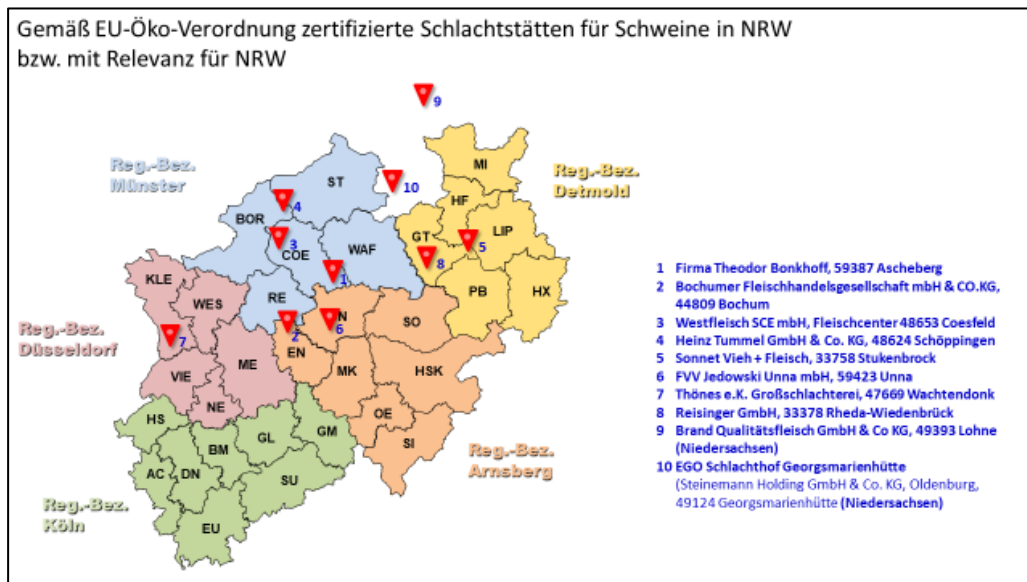 Gemäß EU-Öko-Verordnung zertifizierte Schlachtstätten für Schweine in NRW
bzw. mit Relevanz für NRW
9
Reg.-Bez.
Münster
ST
10
MI
Reg.-Bez.
Detmold
4
HF
BOR
LIP
GT
3
COE
WAF
5
8
KLE
1
PB
HX
WES
RE
Reg.-Bez.
Düsseldorf
7
2
N
6
SO
EN
ME
MK
HSK
VIE
NE
HS
OE
GM
GL
BM
SI
AC
DN
SU
Reg.-Bez.
Arnsberg
Reg.-Bez.
Köln
EU
1 Firma Theodor Bonkhoff, 59387 Ascheberg
2 Bochumer Fleischhandelsgesellschaft mbH & CO.KG,
44809 Bochum
3 Westfleisch SCE mbH, Fleischcenter 48653 Coesfeld
4 Heinz Tummel GmbH & Co. KG, 48624 Schöppingen
5 Sonnet Vieh + Fleisch, 33758 Stukenbrock
6 FVV Jedowski Unna mbH, 59423 Unna
7 Thönes e.K. Großschlachterei, 47669 Wachtendonk
8 Reisinger GmbH, 33378 Rheda-Wiedenbrück
9 Brand Qualitätsfleisch GmbH & Co KG, 49393 Lohne
(Niedersachsen)
10 EGO Schlachthof Georgsmarienhütte
(Steinemann Holding GmbH & Co. KG, Oldenburg,
49124 Georgsmarienhütte (Niedersachsen)